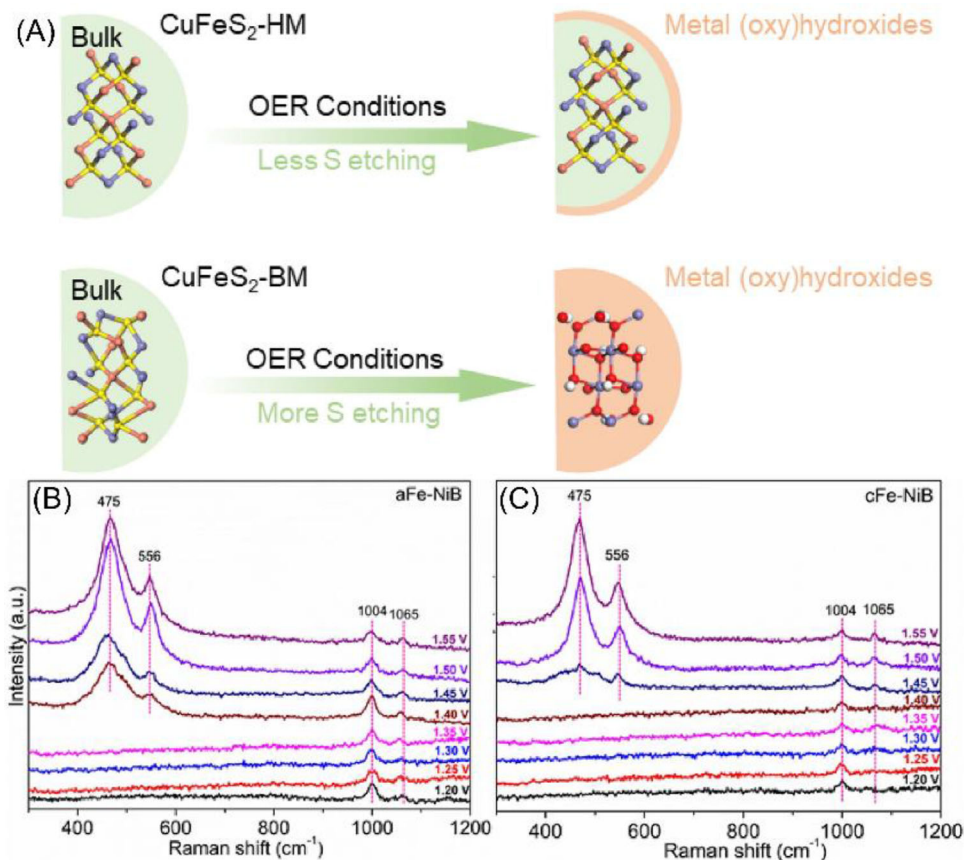 (A)
Bulk
CuFeS2-HM
OER Conditions
Less S etching
Metal (oxy)hydroxides
Bulk
CuFeS2-BM
OER Conditions
More S etching
Metal (oxy)hydroxides
(B)
aFe-NiB
475
556
1004
1065
1.55 V
1.50 V
1.45 V
1.40 V
1.35 V
1.30 V
1.25 V
1.20 V
Intensity (a.u.)
400 600 800 1000 1200
Raman shift (cm-1)
(C)
cFe-NiB
475
556
1004
1065
1.55 V
1.50 V
1.45 V
1.40 V
1.35 V
1.30 V
1.25 V
1.20 V
400 600 800 1000 1200
Raman shift (cm-1)